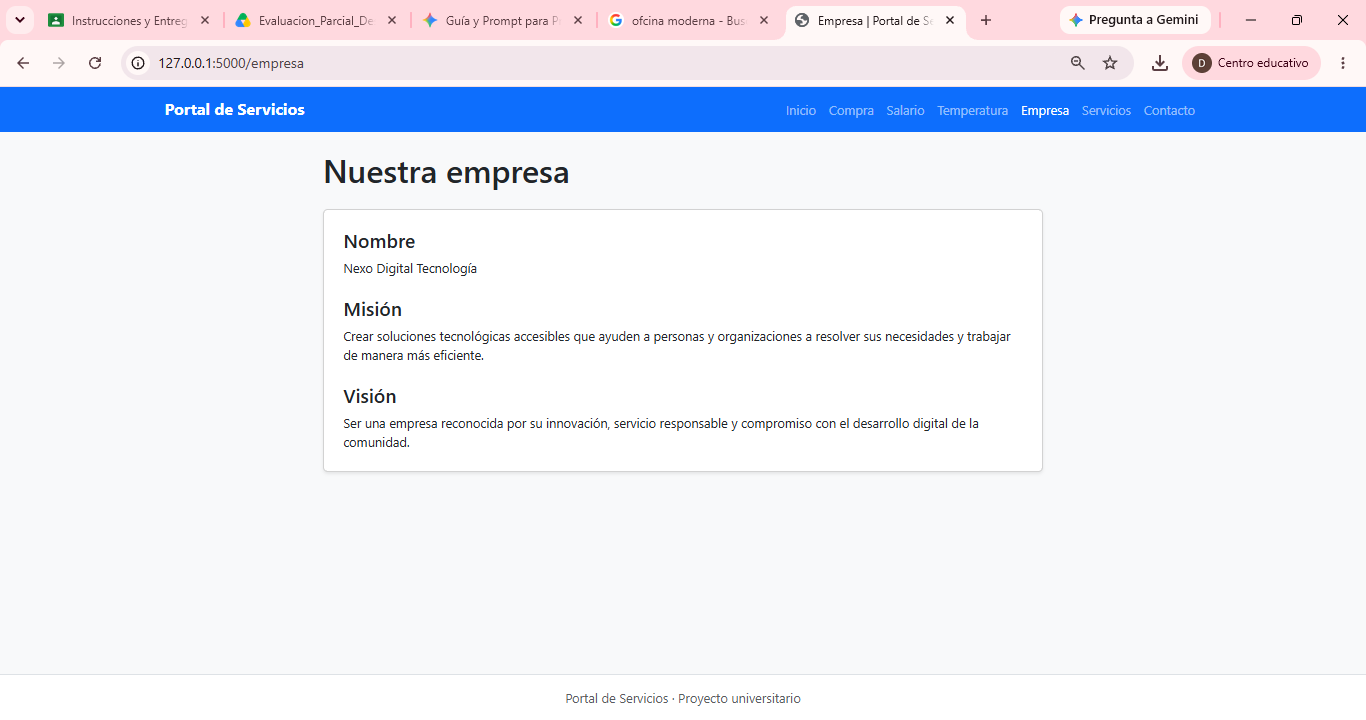 Instrucciones y Entreg
Evaluacion_Parcial_De
Guía y Prompt para P
ofcina moderna - Bus
Empresa | Portal de Se
Pregunta a Gemini
127.0.0.1:5000/empresa
D
Centro educativo
Portal de Servicios
Inicio
Compra
Salario
Temperatura
Empresa
Servicios
Contacto
Nuestra empresa
Nombre
Nexo Digital Tecnología
Misión
Crear soluciones tecnológicas accesibles que ayuden a personas y organizaciones a resolver sus necesidades y trabajar
de manera más eficiente.
Visión
Ser una empresa reconocida por su innovación, servicio responsable y compromiso con el desarrollo digital de la
comunidad.
Portal de Servicios · Proyecto universitario